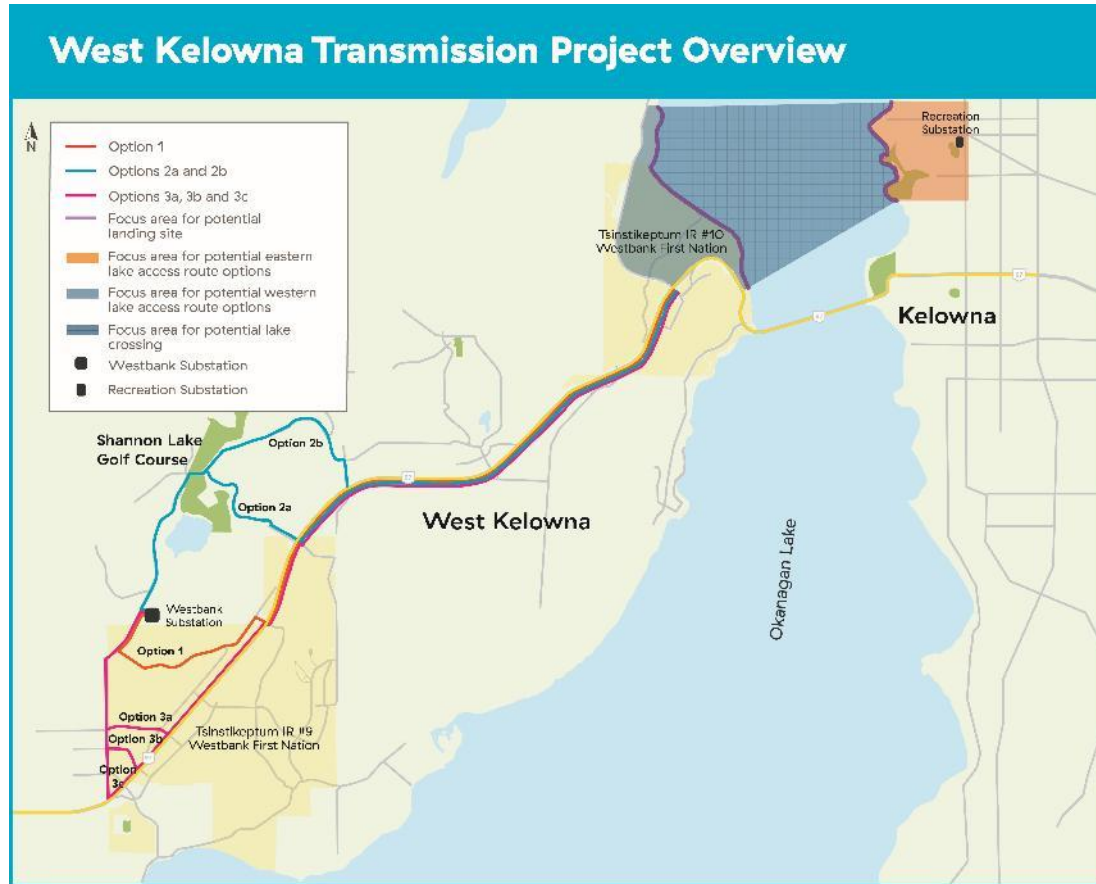 West Kelowna Transmission Project Overview
N
Option 1
Options 2a and 2b
Options 3a, 3b and 3c
Focus area for potential
landing site
Focus area for potential eastern
lake access route options
Focus area for potential western
lake access route options
Focus area for potential lake
crossing
Westbank Substation
Recreation Substation
Recreation
Substation
Tsinstikeptum IR #10
Westbank First Nation
97
Kelowna
Shannon Lake
Golf Course
Option 2b
Option 2a
97
West Kelowna
Okanagan Lake
Westbank
Substation
Option 1
Option 3a
Option 3b
Option
3c
Tsinstikeptum IR #9
Westbank First Nation